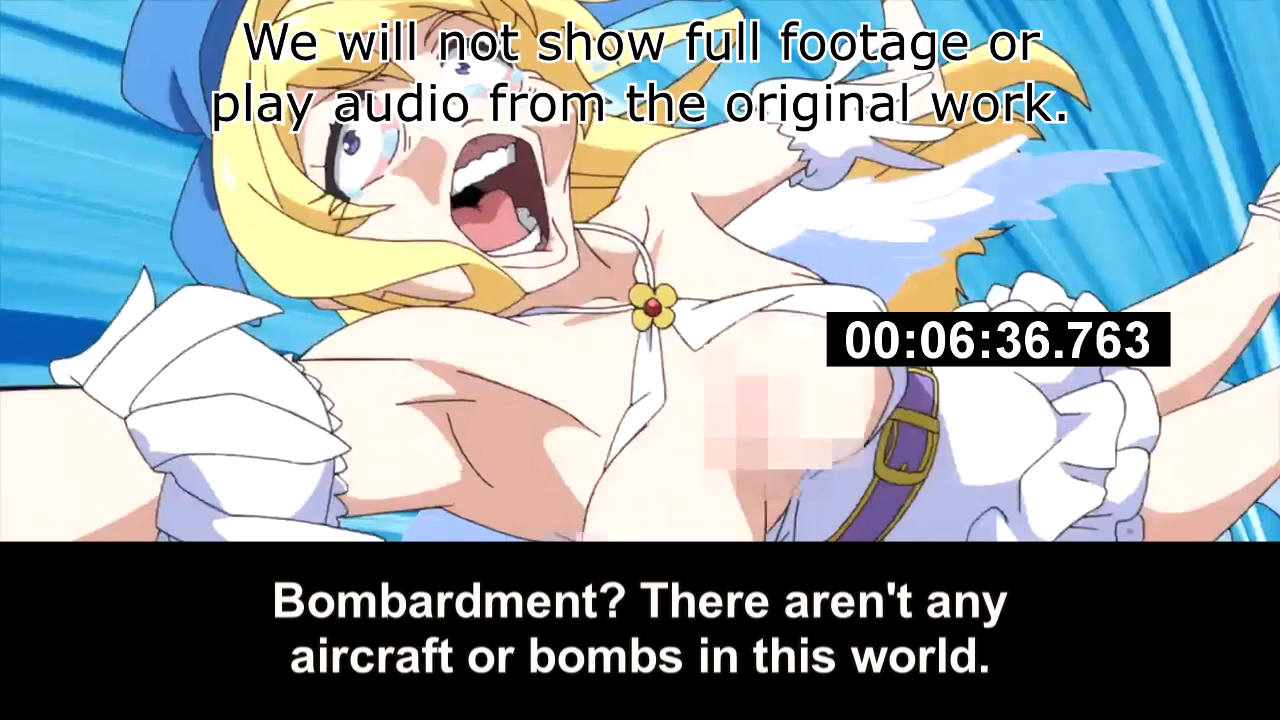 We will not show full footage or
play audio from the original work.
00:06:36.763
Bombardment? There aren't any
aircraft or bombs in this world.